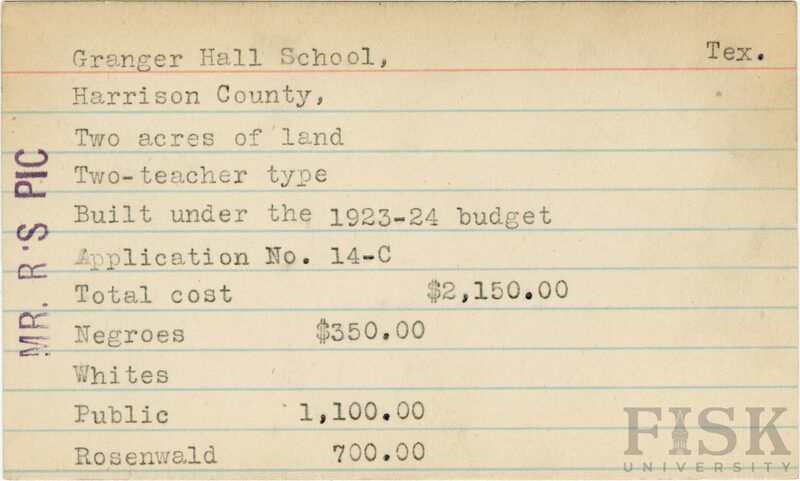 Granger Hall School, Tex.
Harrison County,
Two acres of land
Two-teacher type
Built under the 1923-24 budget
Application No. 14-C
Total cost $2,150.00
Negroes $350.00
Whites
Public 1,100.00
Rosenwald 700.00
MR. R'S PIC
FISK
UNIVERSITY